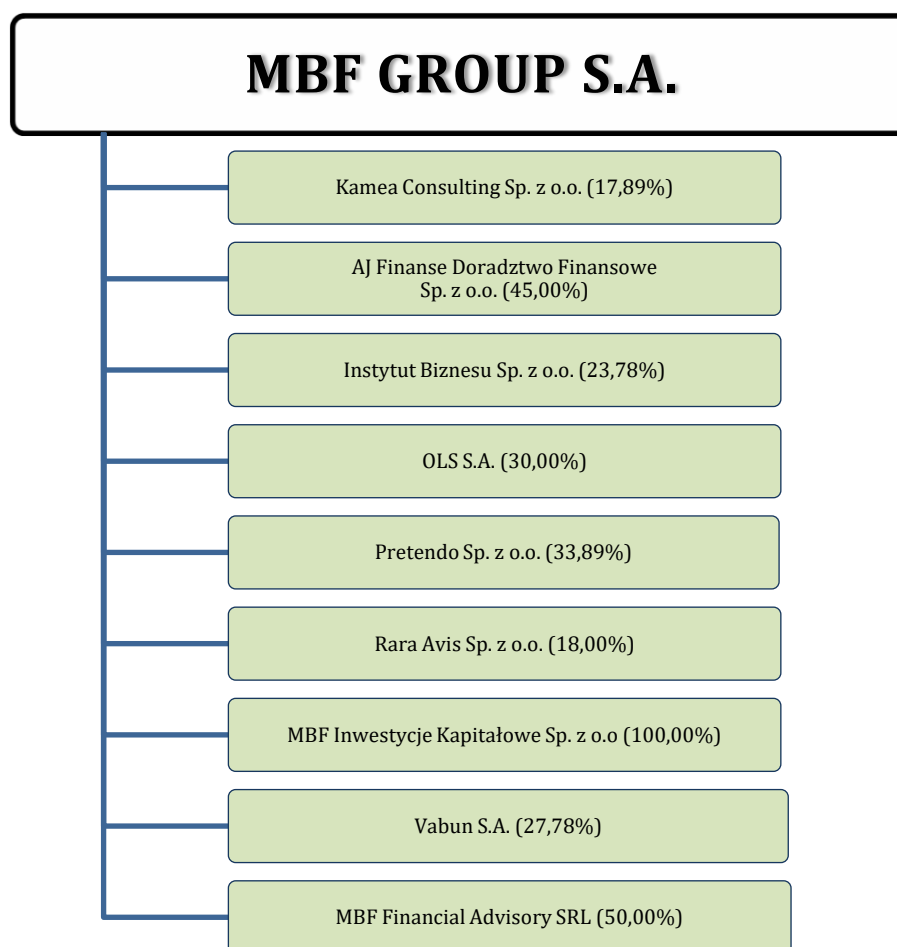 MBF GROUP S.A.
Kamea Consulting Sp. z o.o. (17,89%)
AJ Finanse Doradztwo Finansowe
Sp. z o.o. (45,00%)
Instytut Biznesu Sp. z o.o. (23,78%)
OLS S.A. (30,00%)
Pretendo Sp. z o.o. (33,89%)
Rara Avis Sp. z o.o. (18,00%)
MBF Inwestycje Kapitałowe Sp. z o.o (100,00%)
Vabun S.A. (27,78%)
MBF Financial Advisory SRL (50,00%)